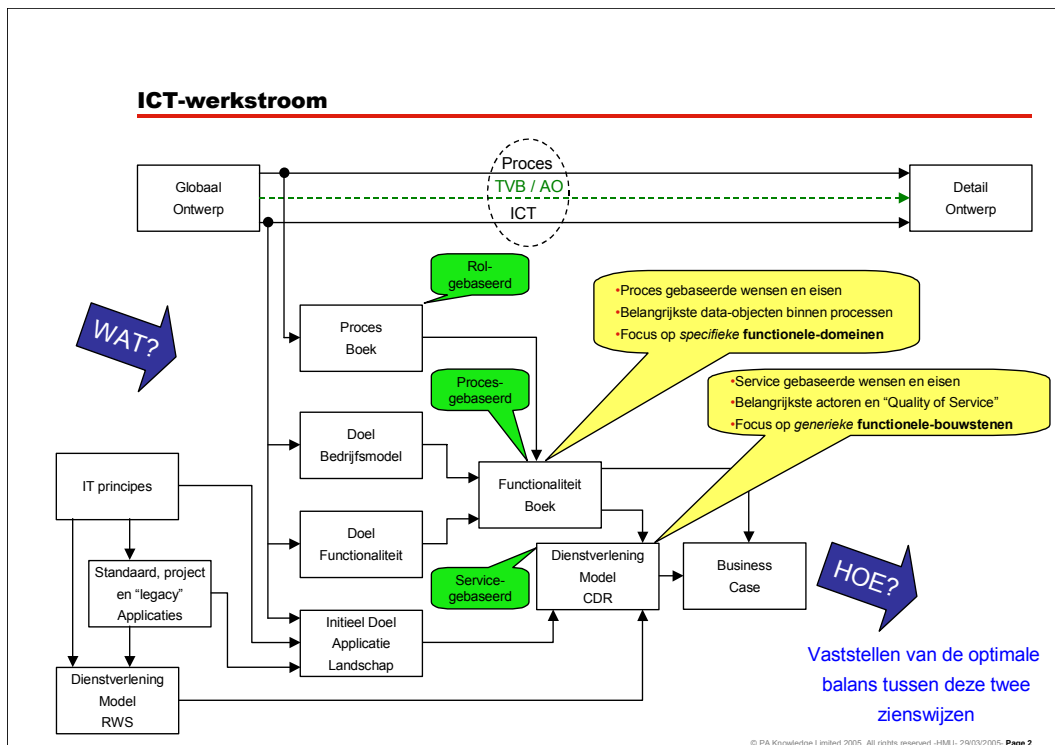 ICT-werkstroom
Globaal
Ontwerp
Proces
TVB / AO
ICT
Detail
Ontwerp
WAT?
Rol-
gebaseerd
Proces
Boek
•Proces gebaseerde wensen en eisen
•Belangrijkste data-objecten binnen processen
•Focus op specifieke functionele-domeinen
Proces-
gebaseerd
•Service gebaseerde wensen en eisen
•Belangrijkste actoren en “Quality of Service”
•Focus op generieke functionele-bouwstenen
Doel
Bedrijfsmodel
IT principes
Functionaliteit
Boek
Doel
Functionaliteit
Standaard, project
en “legacy”
Applicaties
Service-
gebaseerd
Dienstverlening
Model
CDR
Business
Case
HOE?
Initieel Doel
Applicatie
Landschap
Dienstverlening
Model
RWS
Vaststellen van de optimale
balans tussen deze twee
zienswijzen
© PA Knowledge Limited 2005. All rights reserved -HMU- 29/03/2005- Page 2